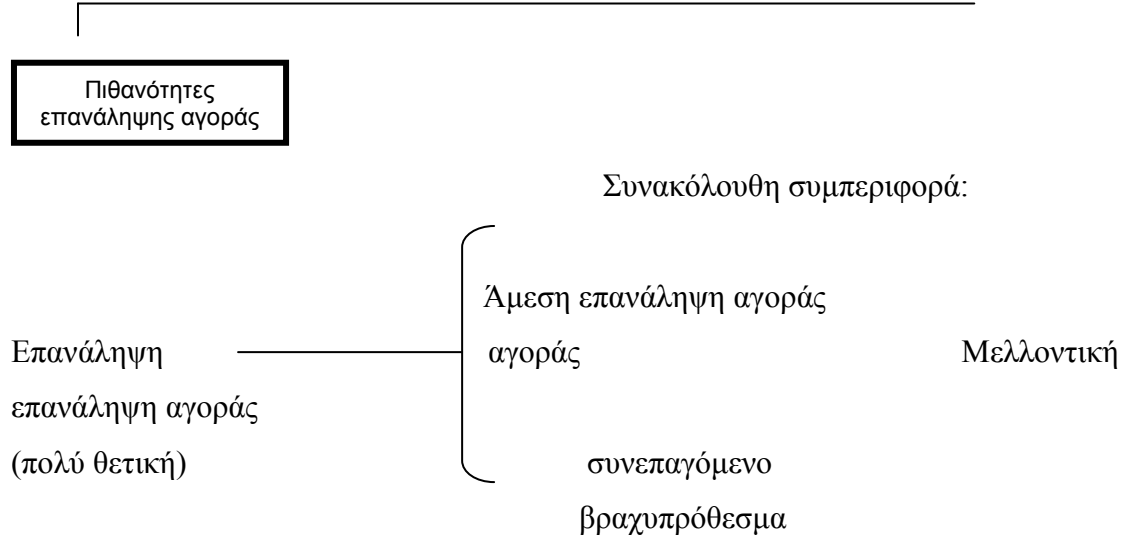 Πιθανότητες
επανάληψης αγοράς
Συνακόλουθη συμπεριφορά:
Άμεση επανάληψη αγοράς
Επανάληψη αγοράς Μελλοντική
επανάληψη αγοράς
(πολύ θετική) συνεπαγόμενο
βραχυπρόθεσμα